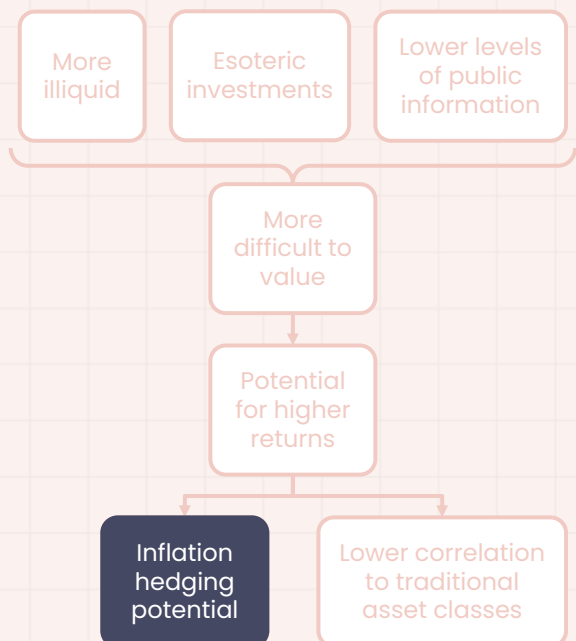 More
illiquid
Esoteric
investments
Lower levels
of public
information
More
difficult to
value
Potential
for higher
returns
Inflation
hedging
potential
Lower correlation
to traditional
asset classes